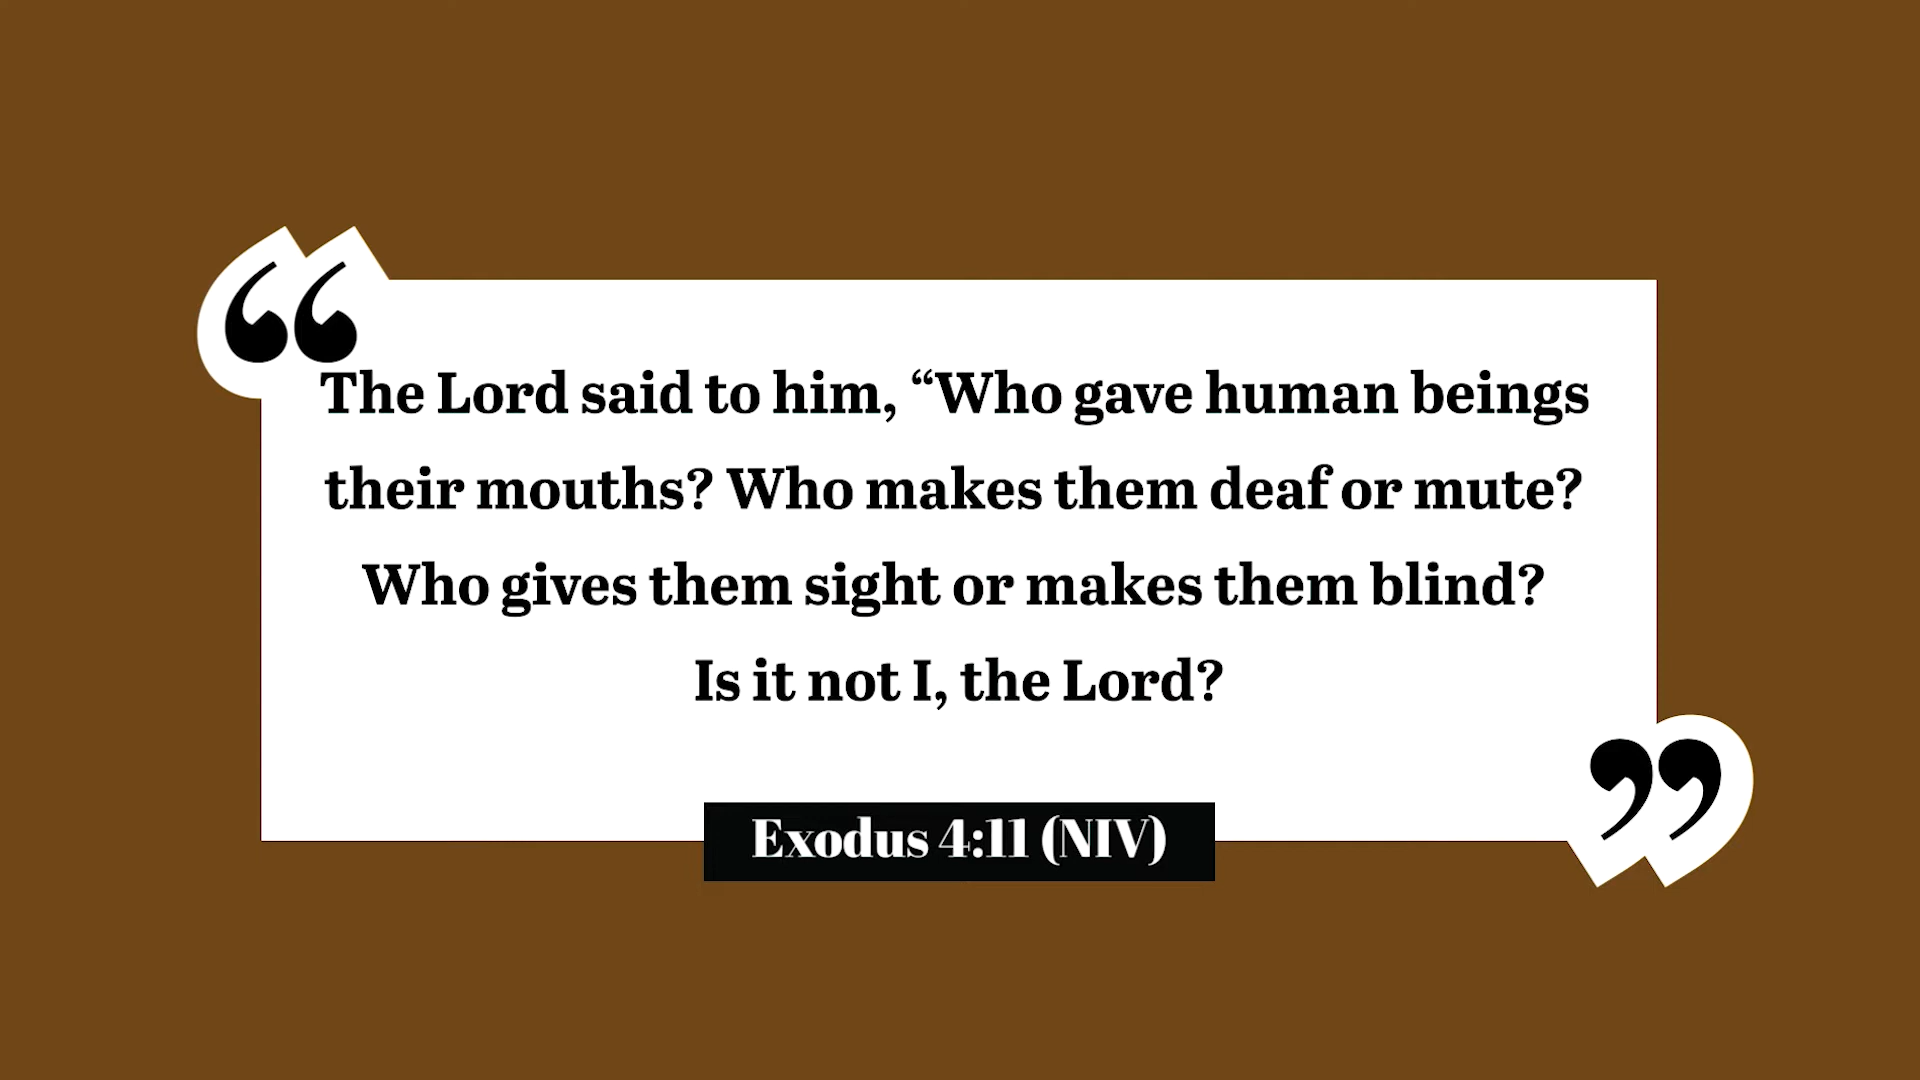 The Lord said to him, “Who gave human beings
their mouths? Who makes them deaf or mute?
Who gives them sight or makes them blind?
Is it not I, the Lord?
Exodus 4:11 (NIV)